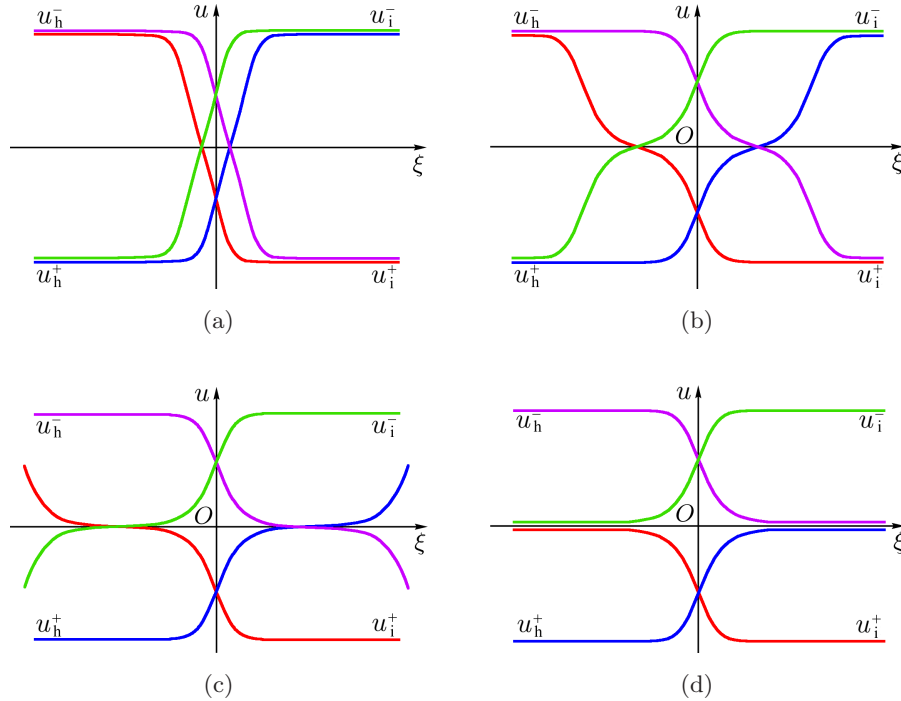 u u
u_h^- u_i^- u_h^- u_i^-
O
ξ ξ
u_h^+ u_i^+ u_h^+ u_i^+
(a) (b)
u u
u_h^- u_i^- u_h^- u_i^-
O O
ξ ξ
u_h^+ u_i^+ u_h^+ u_i^+
(c) (d)